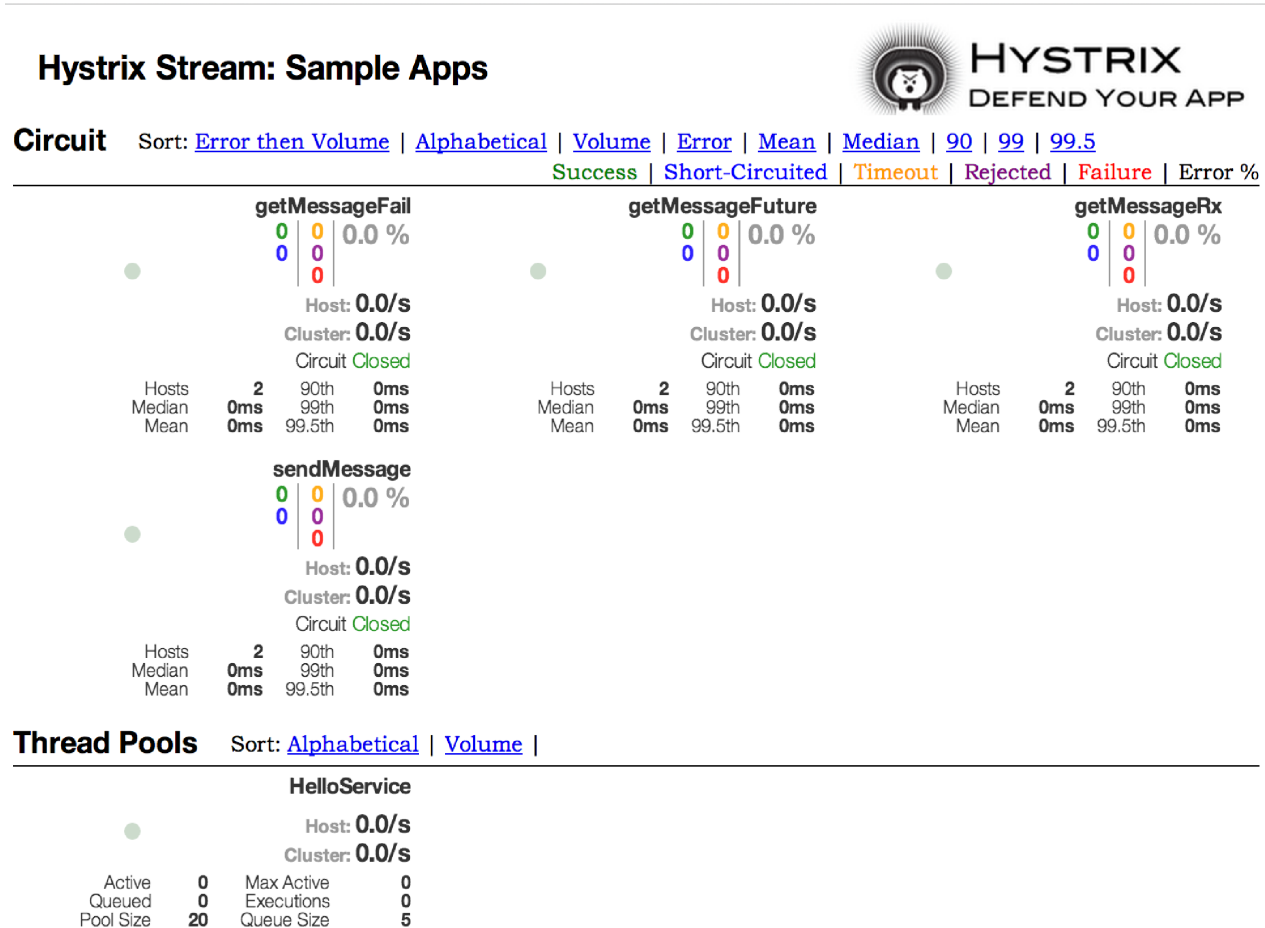 Hystrix Stream: Sample Apps
HYSTRIX
DEFEND YOUR APP
Circuit Sort: Error then Volume | Alphabetical | Volume | Error | Mean | Median | 90 | 99 | 99.5
Success | Short-Circuited | Timeout | Rejected | Failure | Error %
getMessageFail
0 0 0.0 %
0 0
0
Host: 0.0/s
Cluster: 0.0/s
Circuit Closed
Hosts 2 90th 0ms
Median 0ms 99th 0ms
Mean 0ms 99.5th 0ms
getMessageFuture
0 0 0.0 %
0 0
0
Host: 0.0/s
Cluster: 0.0/s
Circuit Closed
Hosts 2 90th 0ms
Median 0ms 99th 0ms
Mean 0ms 99.5th 0ms
getMessageRx
0 0 0.0 %
0 0
0
Host: 0.0/s
Cluster: 0.0/s
Circuit Closed
Hosts 2 90th 0ms
Median 0ms 99th 0ms
Mean 0ms 99.5th 0ms
sendMessage
0 0 0.0 %
0 0
0
Host: 0.0/s
Cluster: 0.0/s
Circuit Closed
Hosts 2 90th 0ms
Median 0ms 99th 0ms
Mean 0ms 99.5th 0ms
Thread Pools Sort: Alphabetical | Volume |
HelloService
Host: 0.0/s
Cluster: 0.0/s
Active 0 Max Active 0
Queued 0 Executions 0
Pool Size 20 Queue Size 5